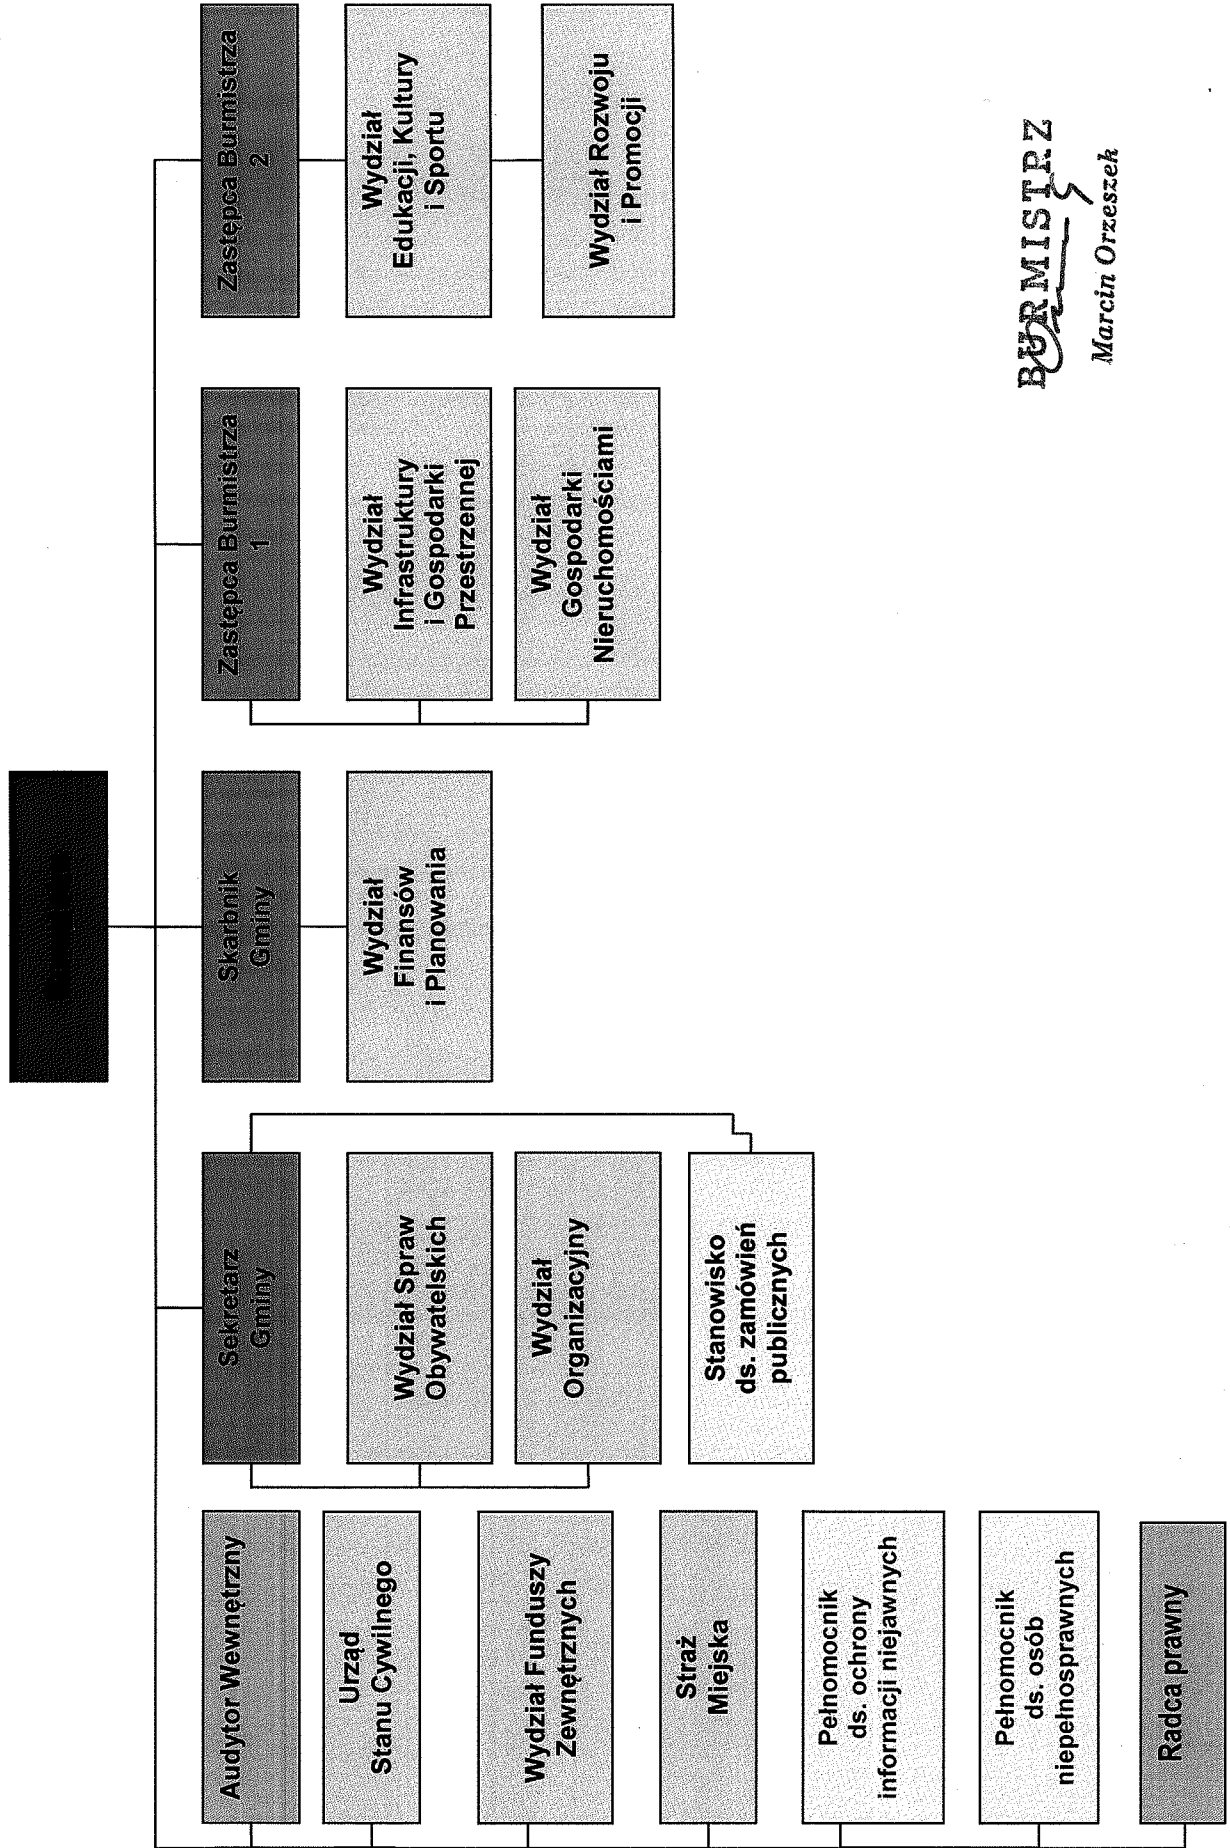 Audytor Wewnętrzny
Urząd
Stanu Cywilnego
Wydział Funduszy
Zewnętrznych
Straż
Miejska
Pełnomocnik
ds. ochrony
informacji niejawnych
Pełnomocnik
ds. osób
niepełnosprawnych
Radca prawny
Sekretarz
Gminy
Wydział Spraw
Obywatelskich
Wydział
Organizacyjny
Stanowisko
ds. zamówień
publicznych
Skarbnik
Gminy
Wydział
Finansów
i Planowania
Zastępca Burmistrza
1
Wydział
Infrastruktury
i Gospodarki
Przestrzennej
Wydział
Gospodarki
Nieruchomościami
Zastępca Burmistrza
2
Wydział
Edukacji, Kultury
i Sportu
Wydział Rozwoju
i Promocji
BURMISTRZ
Marcin Orzeszek